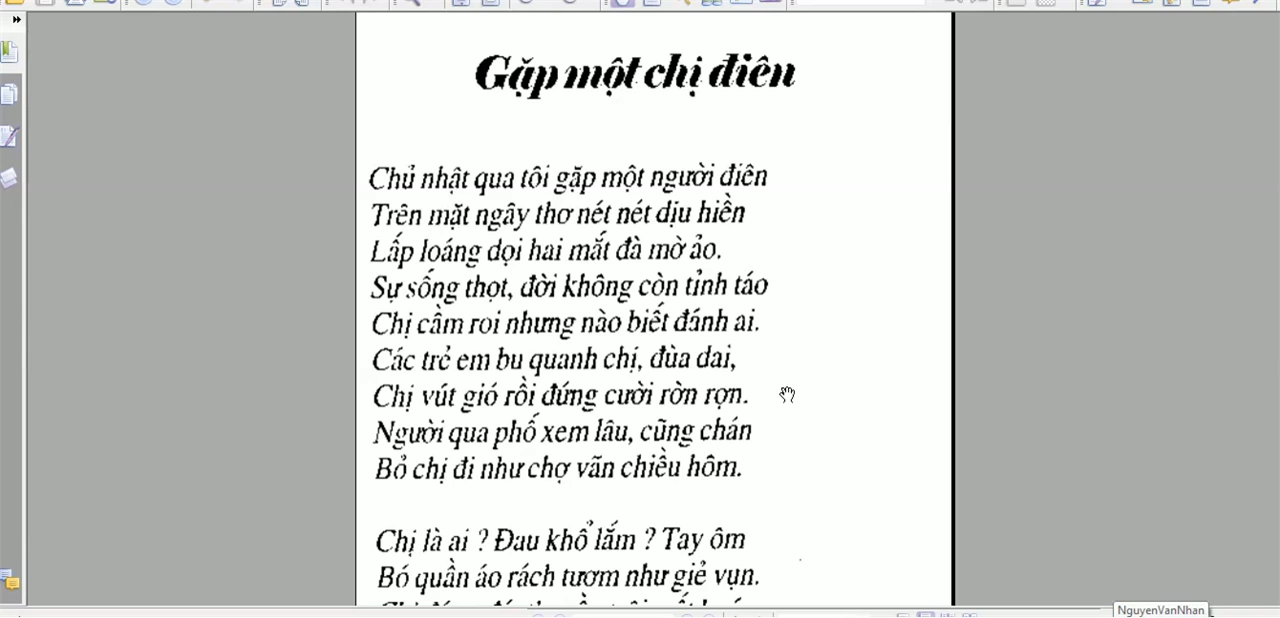 Gặp một chị điên
Chủ nhật qua tôi gặp một người điên
Trên mặt ngây thơ nét nét dịu hiền
Lấp loáng dọi hai mắt đà mờ ảo.
Sự sống thọt, đời không còn tỉnh táo
Chị cầm roi nhưng nào biết đánh ai.
Các trẻ em bu quanh chị, đùa dai,
Chị vút gió rồi đứng cười rờn rợn.
Người qua phố xem lâu, cũng chán
Bỏ chị đi như chợ vãn chiều hôm.
Chị là ai ? Đau khổ lắm ? Tay ôm
Bó quần áo rách tươm như giẻ vụn.
NguyenVanNhan